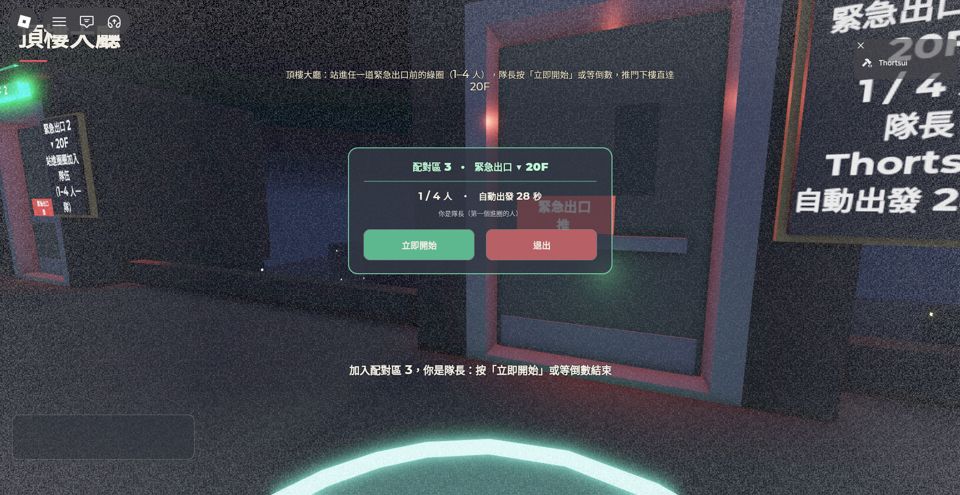 頂樓大廳
頂樓大廳:站進任一道緊急出口前的綠圈(1–4 人),隊長按「立即開始」或等倒數,推門下樓直達
20F
Thortsui
緊急出口 2
▼ 20F
站進綠圈加入
隊伍
(1–4 人一
隊)
配對區 3 • 緊急出口 ▼ 20F
1 / 4 人 · 自動出發 28 秒
你是隊長(第一個進圈的人)
緊急出口
推
立即開始
退出
緊急出口
20F
1 / 4
隊長
Thorts
自動出發 2
加入配對區 3,你是隊長:按「立即開始」或等倒數結束